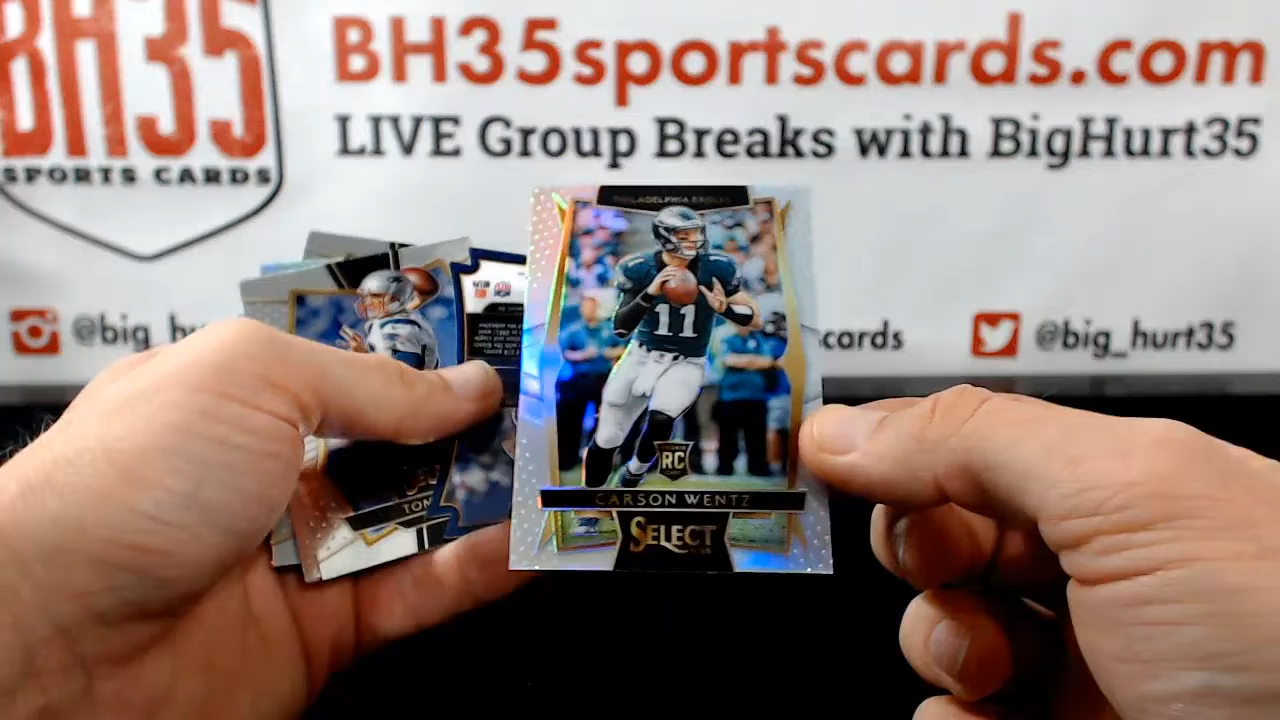 BH35
SPORTS CARDS
BH35sportscards.com
LIVE Group Breaks with BigHurt35
@big_hu
cards
@big_hurt35
PHILADELPHIA EAGLES
11
RC
CARSON WENTZ
SELECT
TOM